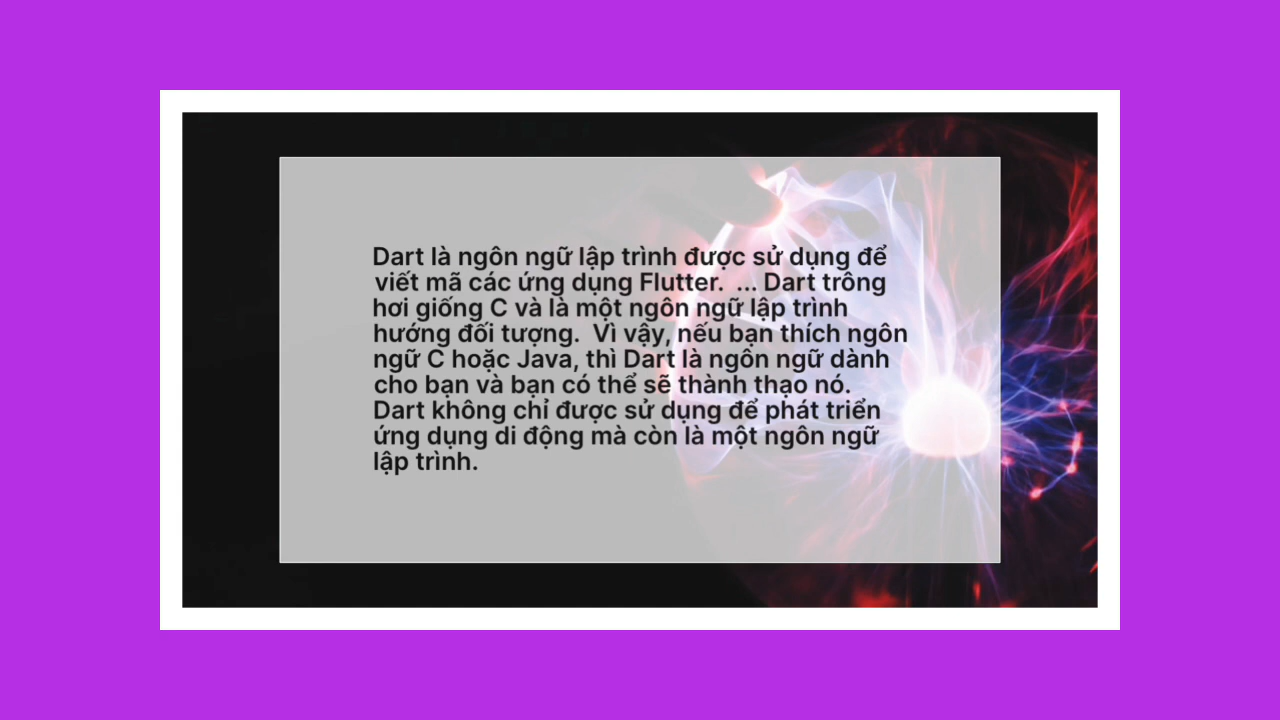 Dart là ngôn ngữ lập trình được sử dụng để
viết mã các ứng dụng Flutter.  ... Dart trông
hơi giống C và là một ngôn ngữ lập trình
hướng đối tượng.  Vì vậy, nếu bạn thích ngôn
ngữ C hoặc Java, thì Dart là ngôn ngữ dành
cho bạn và bạn có thể sẽ thành thạo nó.
Dart không chỉ được sử dụng để phát triển
ứng dụng di động mà còn là một ngôn ngữ
lập trình.